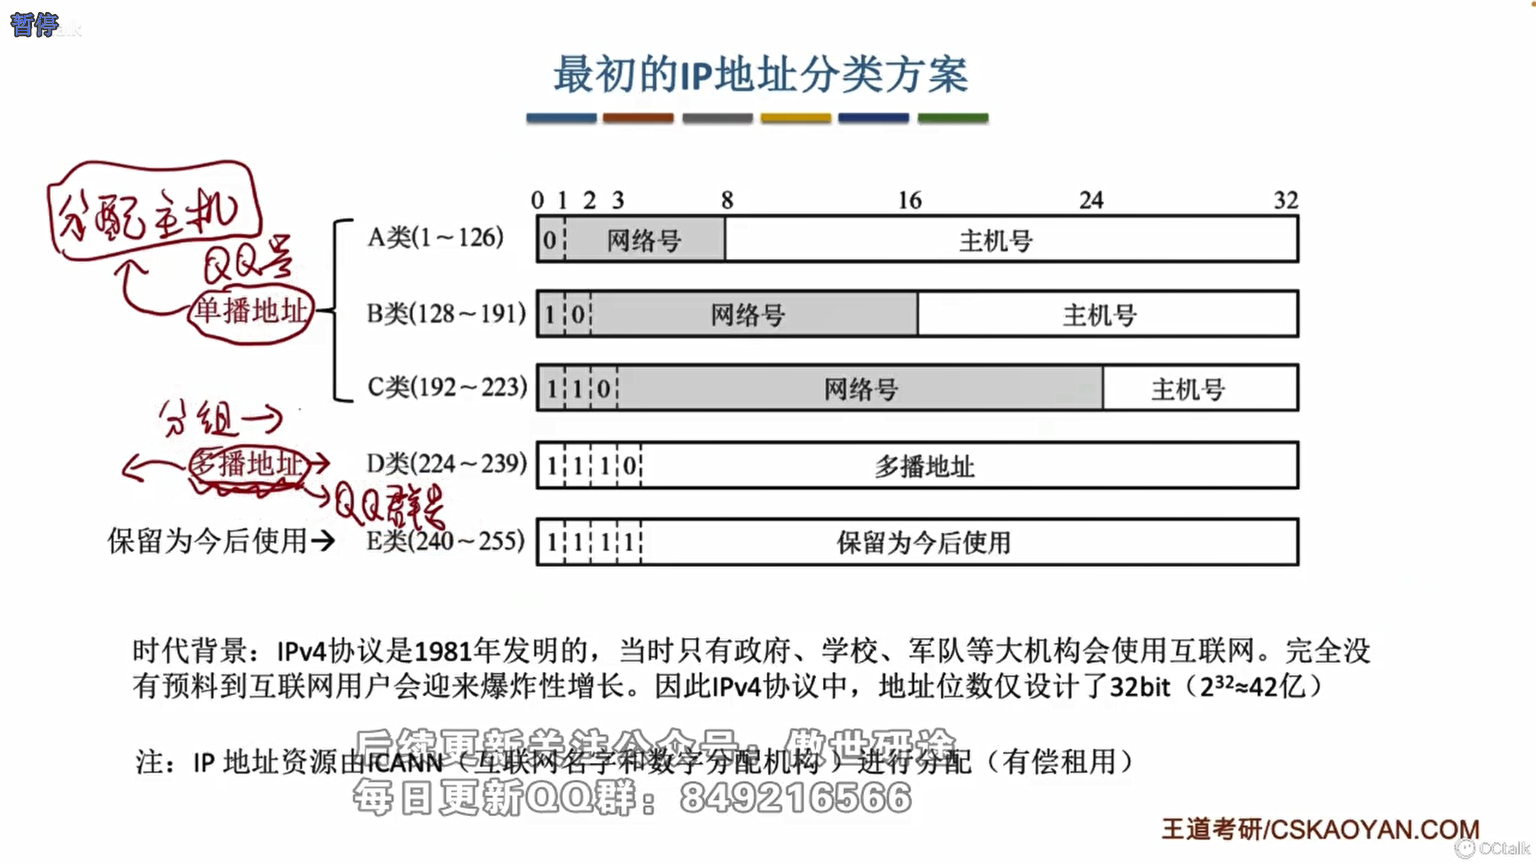 暂停
最初的IP地址分类方案
分配主机
QQ号
单播地址
0 1 2 3 8 16 24 32
A类(1～126) 0 网络号 主机号
B类(128～191) 1 0 网络号 主机号
C类(192～223) 1 1 0 网络号 主机号
分组→
多播地址 D类(224～239) 1 1 1 0 多播地址
QQ群号
保留为今后使用→ E类(240～255) 1 1 1 1 保留为今后使用
时代背景：IPv4协议是1981年发明的，当时只有政府、学校、军队等大机构会使用互联网。完全没
有预料到互联网用户会迎来爆炸性增长。因此IPv4协议中，地址位数仅设计了32bit（2³²≈42亿）
后续更新关注公众号：傲世研途
注：IP 地址资源由ICANN（互联网名字和数字分配机构 ）进行分配（有偿租用）
每日更新QQ群：849216566
王道考研/CSKAOYAN.COM
CCtalk